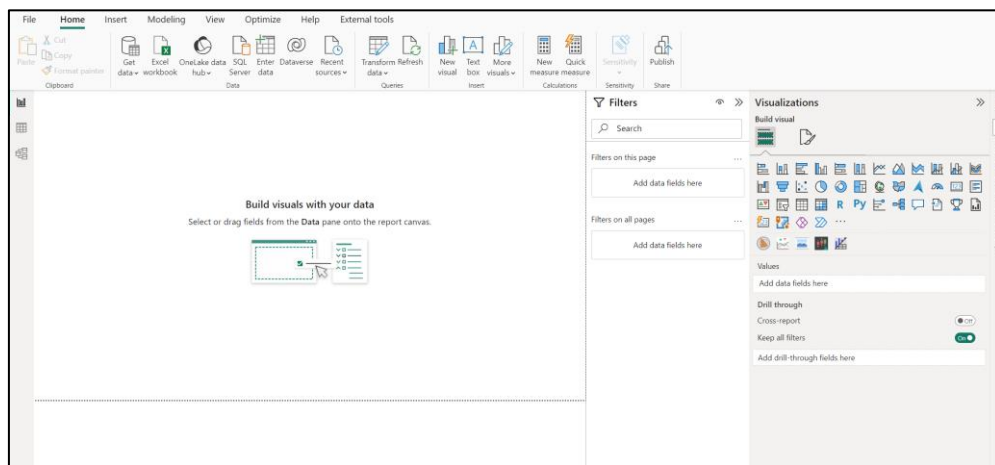 File Home Insert Modeling View Optimize Help External tools
Paste
Cut
Copy
Format painter
Clipboard
Get data
Excel workbook
OneLake data hub
SQL Server
Enter data
Dataverse
Recent sources
Data
Transform data
Refresh
Queries
New visual
Text box
More visuals
Insert
New measure
Quick measure
Calculations
Sensitivity
Sensitivity
Publish
Share
Build visuals with your data
Select or drag fields from the Data pane onto the report canvas.
Filters
Search
Filters on this page
Add data fields here
Filters on all pages
Add data fields here
Visualizations
Build visual
R Py
Values
Add data fields here
Drill through
Cross-report Off
Keep all filters On
Add drill-through fields here